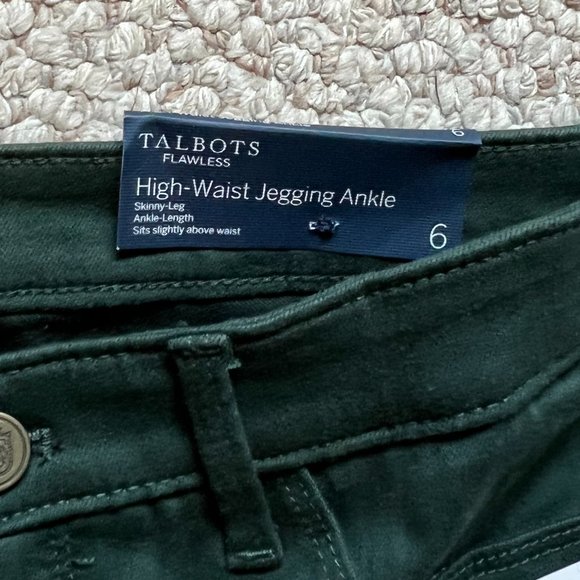 6
TALBOTS
FLAWLESS
High-Waist Jegging Ankle
Skinny-Leg
Ankle-Length
Sits slightly above waist
6